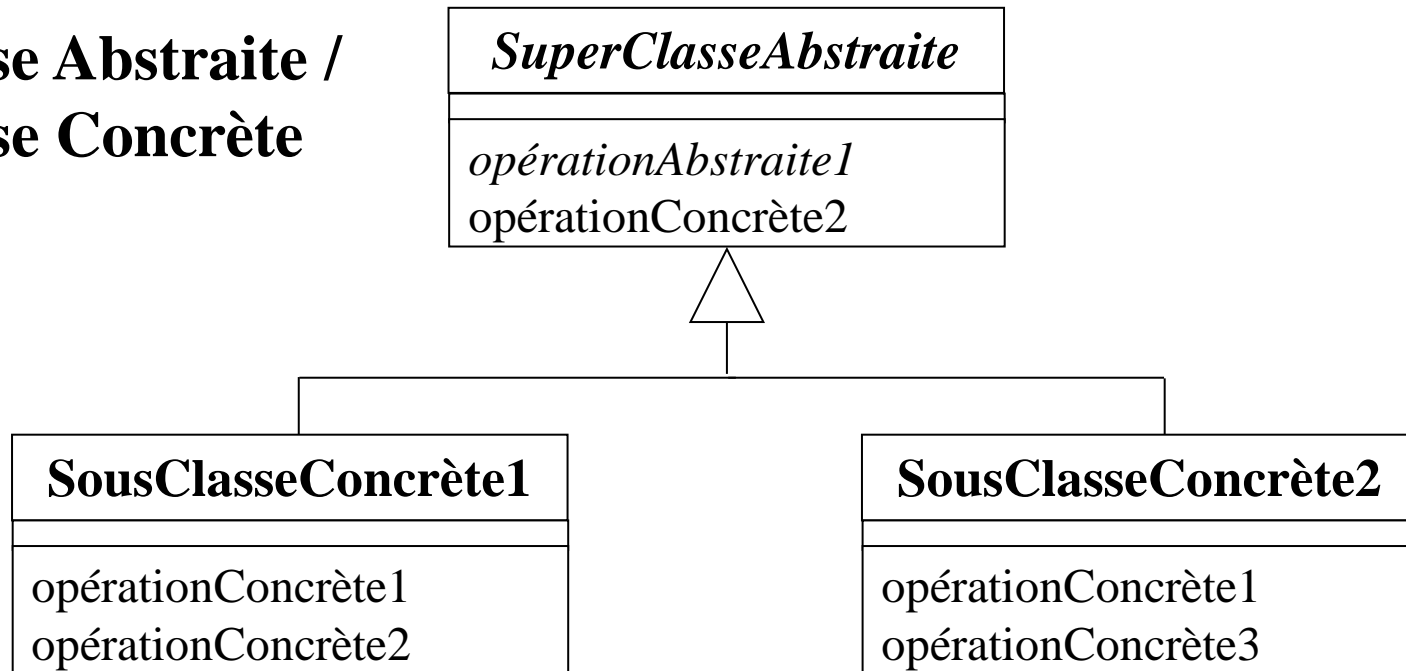 se Abstraite /
se Concrète
SuperClasseAbstraite
opérationAbstraite1
opérationConcrète2
SousClasseConcrète1
opérationConcrète1
opérationConcrète2
SousClasseConcrète2
opérationConcrète1
opérationConcrète3